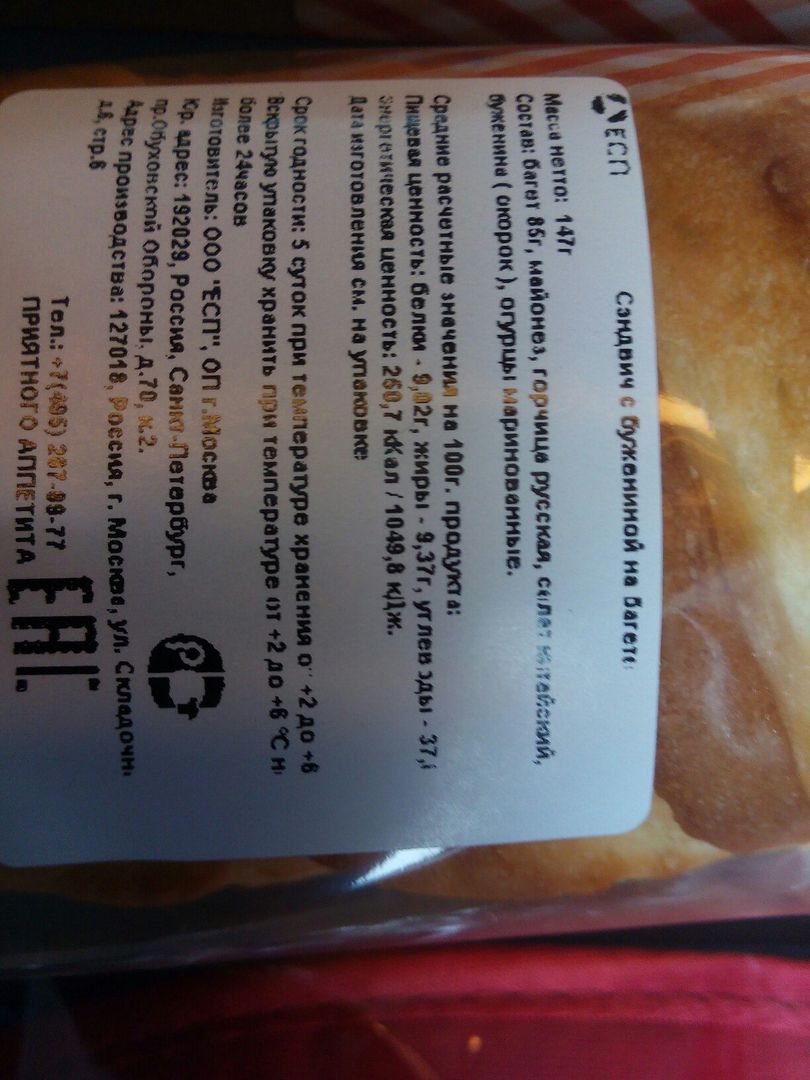 ЕСП
Сэндвич с бужениной на багете
Масса нетто: 147г
Состав: багет 85г, майонез, горчица русская, салат китайский,
буженина ( окорок ), огурцы маринованные.
Средние расчетные значения на 100г. продукта:
Пищевая ценность: белки - 9,02г, жиры - 9,37г, углеводы - 37,
Энергетическая ценность: 260,7 кКал / 1049,8 кДж.
Дата изготовления см. на упаковке
Срок годности: 5 суток при температуре хранения от +2 до +6
Вскрытую упаковку хранить при температуре от +2 до +6 °С н
более 24часов
Изготовитель: ООО "ЕСП", ОП г.Москва
Юр. адрес: 192029, Россия, Санкт-Петербург,
пр.Обуховской Обороны, д.70, к.2.
Адрес производства: 127018, Россия, г. Москва, ул. Складочн
д.6, стр.6
Тел.: +7(495) 287-99-77
ПРИЯТНОГО АППЕТИТА
EAC